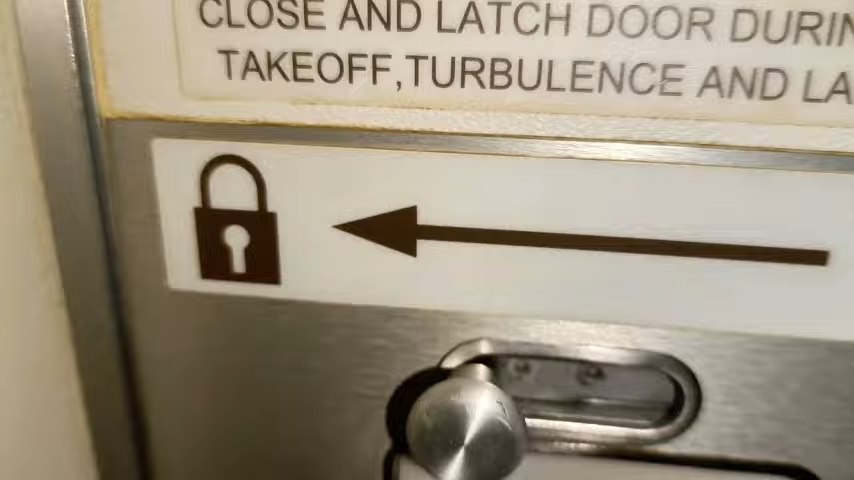 CLOSE AND LATCH DOOR DURIN
TAKEOFF, TURBULENCE AND LA